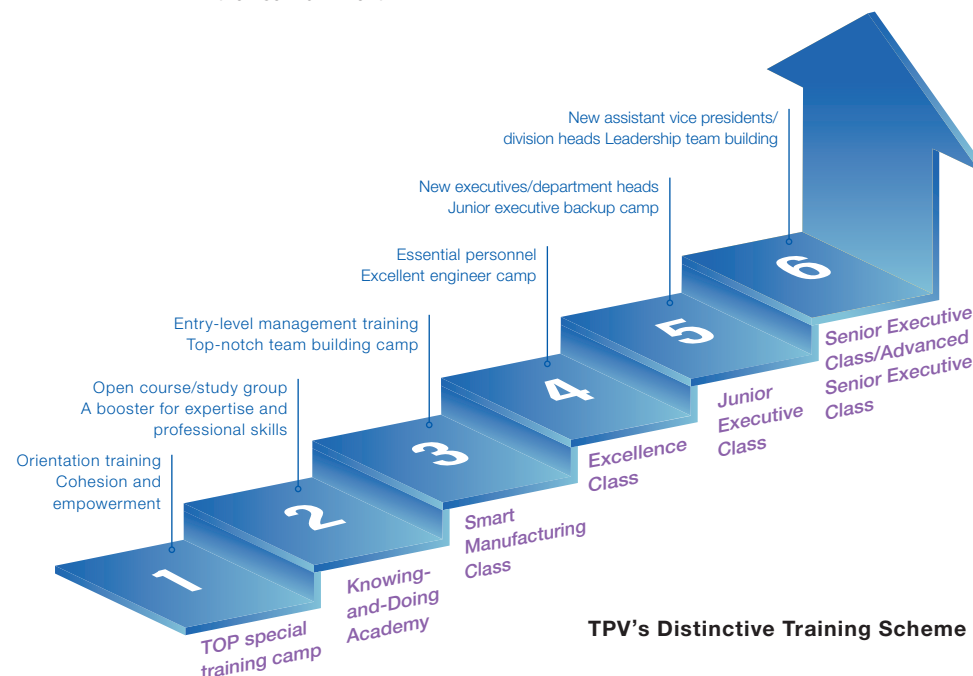 New assistant vice presidents/
division heads Leadership team building
New executives/department heads
Junior executive backup camp
Essential personnel
Excellent engineer camp
Entry-level management training
Top-notch team building camp
Open course/study group
A booster for expertise and
professional skills
Orientation training
Cohesion and
empowerment
1
2
3
4
5
6
TOP special
training camp
Knowing-
and-Doing
Academy
Smart
Manufacturing
Class
Excellence
Class
Junior
Executive
Class
Senior Executive
Class/Advanced
Senior Executive
Class
TPV's Distinctive Training Scheme